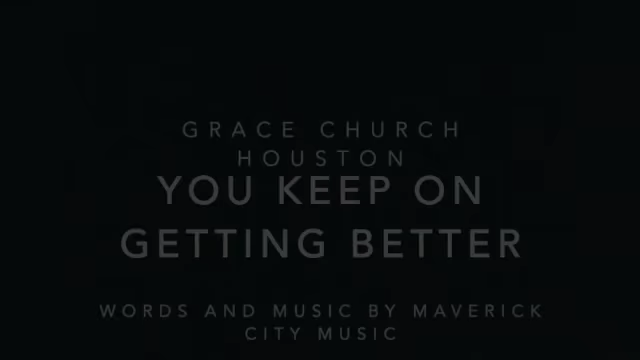 GRACE CHURCH
HOUSTON
YOU KEEP ON
GETTING BETTER
WORDS AND MUSIC BY MAVERICK
CITY MUSIC